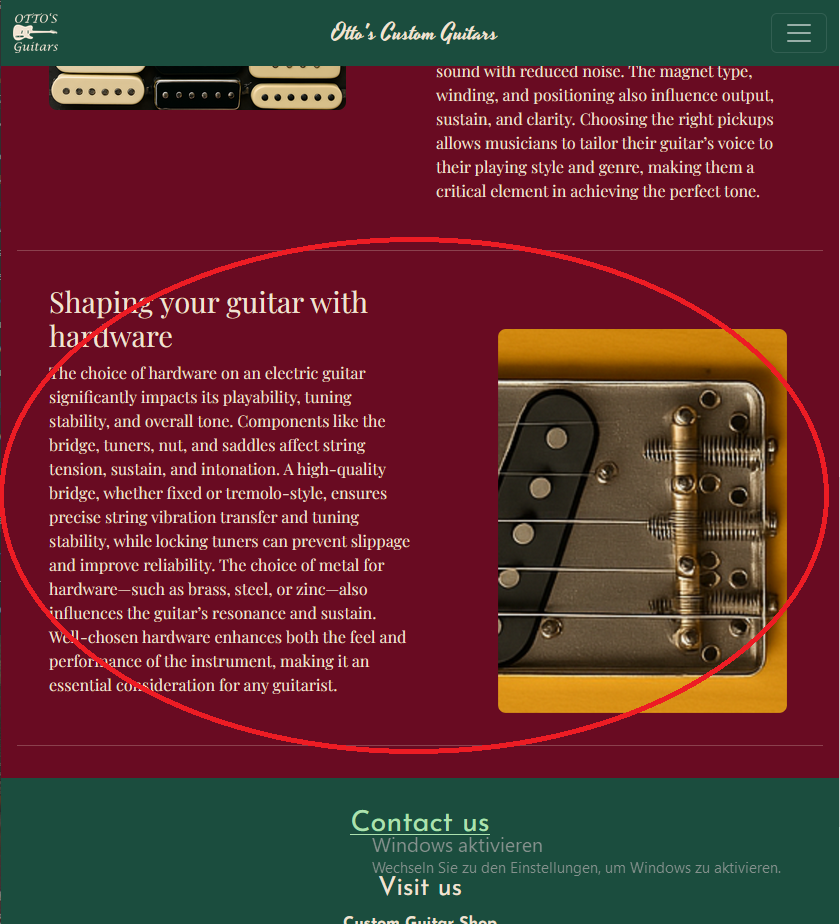 OTTO'S
Guitars
Otto's Custom Guitars
sound with reduced noise. The magnet type,
winding, and positioning also influence output,
sustain, and clarity. Choosing the right pickups
allows musicians to tailor their guitar’s voice to
their playing style and genre, making them a
critical element in achieving the perfect tone.
Shaping your guitar with
hardware
The choice of hardware on an electric guitar
significantly impacts its playability, tuning
stability, and overall tone. Components like the
bridge, tuners, nut, and saddles affect string
tension, sustain, and intonation. A high-quality
bridge, whether fixed or tremolo-style, ensures
precise string vibration transfer and tuning
stability, while locking tuners can prevent slippage
and improve reliability. The choice of metal for
hardware—such as brass, steel, or zinc—also
influences the guitar’s resonance and sustain.
Well-chosen hardware enhances both the feel and
performance of the instrument, making it an
essential consideration for any guitarist.
Contact us
Windows aktivieren
Wechseln Sie zu den Einstellungen, um Windows zu aktivieren.
Visit us
Custom Guitar Shop